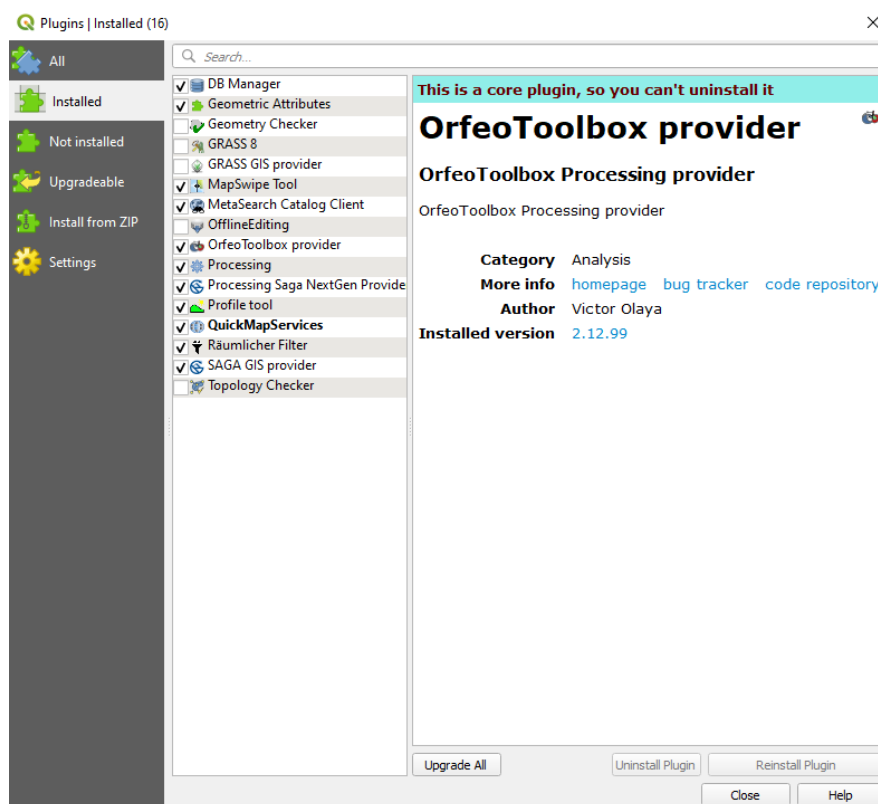 Plugins | Installed (16)
All
Installed
Not installed
Upgradeable
Install from ZIP
Settings
Search...
DB Manager
Geometric Attributes
Geometry Checker
GRASS 8
GRASS GIS provider
MapSwipe Tool
MetaSearch Catalog Client
OfflineEditing
OrfeoToolbox provider
Processing
Processing Saga NextGen Provide
Profile tool
QuickMapServices
Räumlicher Filter
SAGA GIS provider
Topology Checker
This is a core plugin, so you can't uninstall it
OrfeoToolbox provider
OrfeoToolbox Processing provider
OrfeoToolbox Processing provider
Category Analysis
More info homepage bug tracker code repository
Author Victor Olaya
Installed version 2.12.99
Upgrade All Uninstall Plugin Reinstall Plugin
Close Help